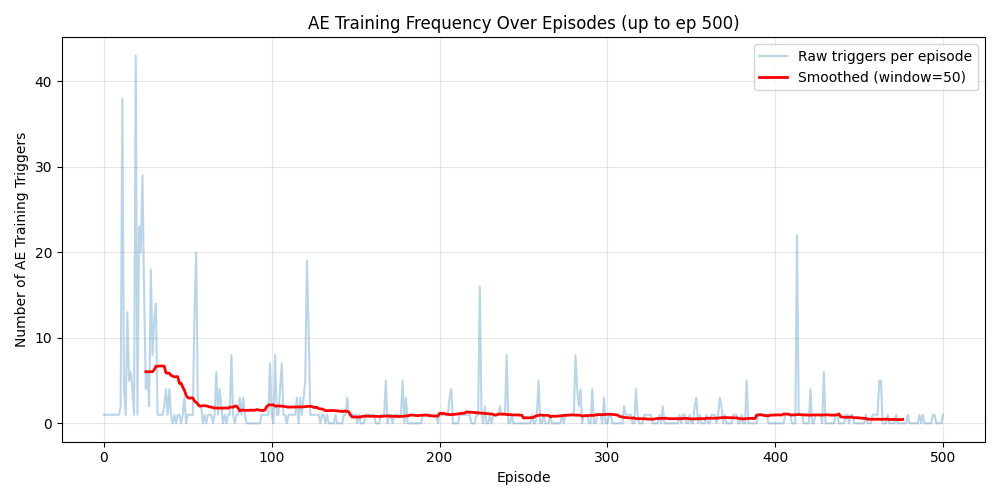 AE Training Frequency Over Episodes (up to ep 500)
Raw triggers per episode
Smoothed (window=50)
Number of AE Training Triggers
40
30
20
10
0
0 100 200 300 400 500
Episode